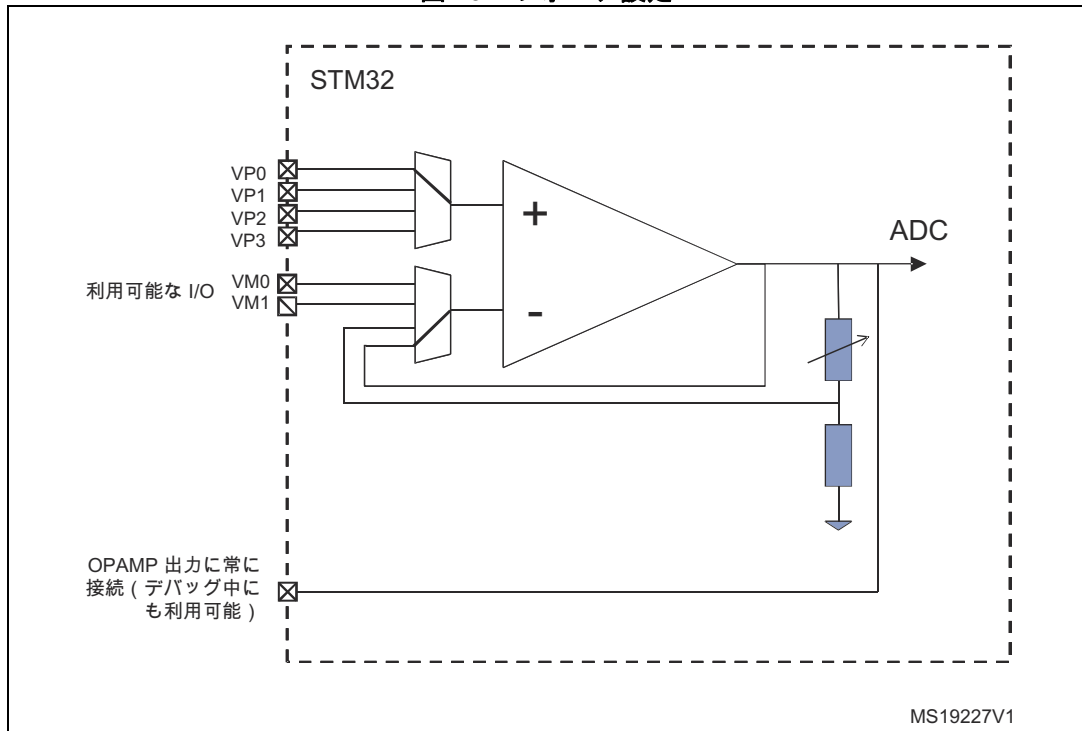 STM32
VP0
VP1
VP2
VP3
+
ADC
利用可能な I/O
VM0
VM1
-
OPAMP 出力に常に
接続 ( デバッグ中に
も利用可能 )
MS19227V1